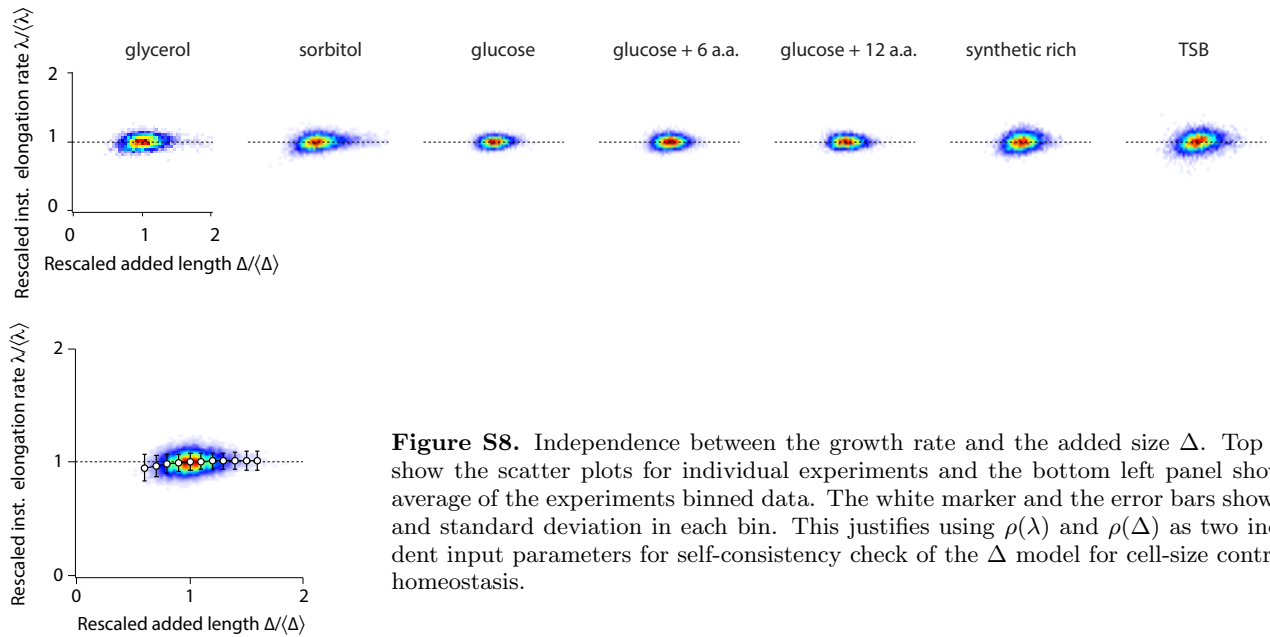 glycerol sorbitol glucose glucose + 6 a.a. glucose + 12 a.a. synthetic rich TSB
Rescaled inst. elongation rate λ/⟨λ⟩
2
1
0
0 1 2
Rescaled added length Δ/⟨Δ⟩
Rescaled inst. elongation rate λ/⟨λ⟩
2
1
0
0 1 2
Rescaled added length Δ/⟨Δ⟩
Figure S8. Independence between the growth rate and the added size Δ. Top
show the scatter plots for individual experiments and the bottom left panel show
average of the experiments binned data. The white marker and the error bars show
and standard deviation in each bin. This justifies using ρ(λ) and ρ(Δ) as two in
dent input parameters for self-consistency check of the Δ model for cell-size contr
homeostasis.